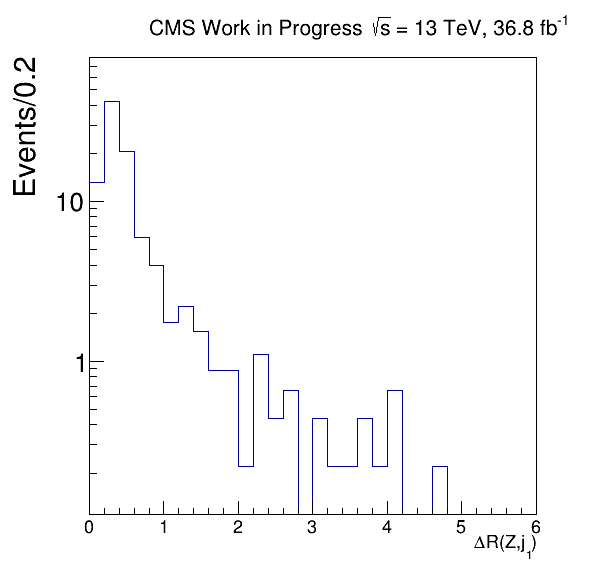 CMS Work in Progress √s = 13 TeV, 36.8 fb⁻¹
Events/0.2
10
1
0 1 2 3 4 5 6
ΔR(Z,j₁)